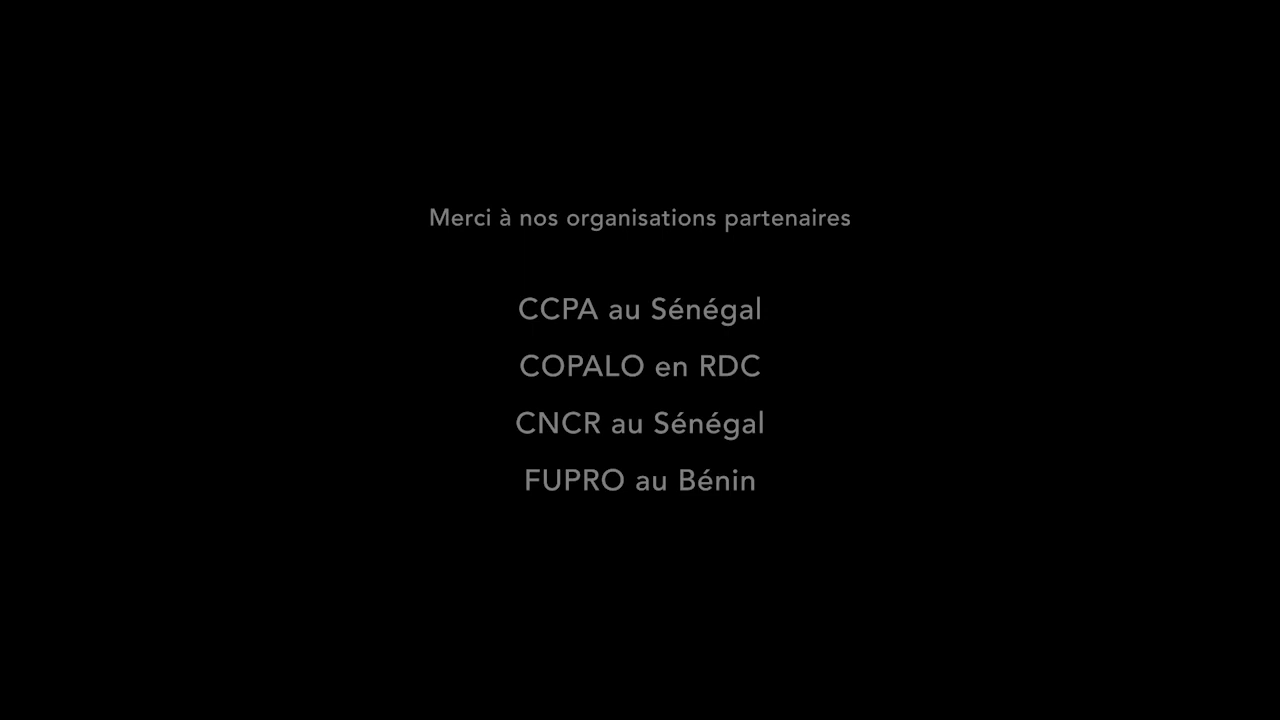 Merci à nos organisations partenaires
CCPA au Sénégal
COPALO en RDC
CNCR au Sénégal
FUPRO au Bénin